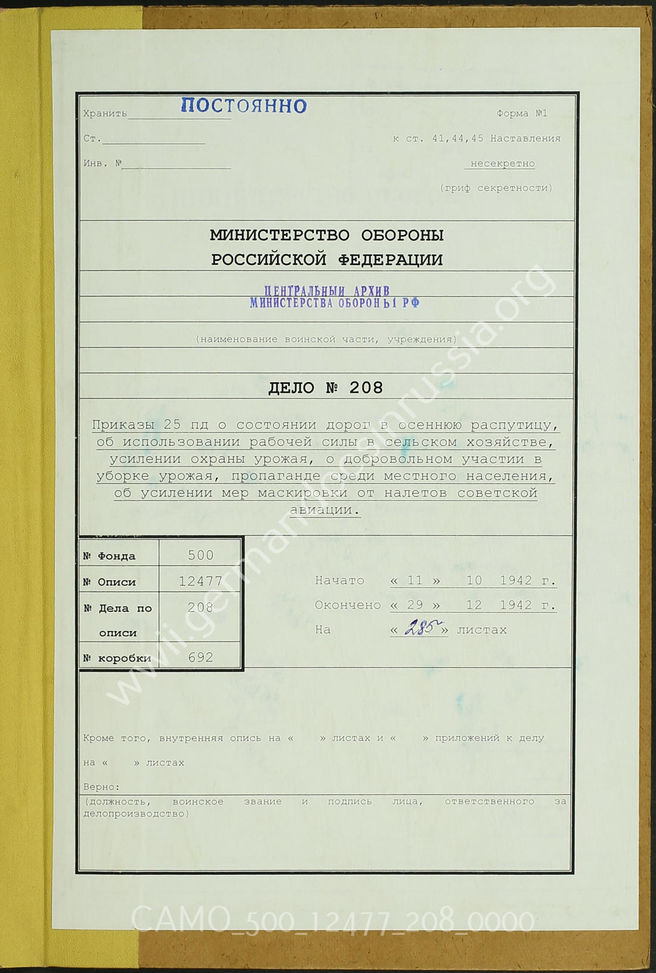 Хранить ПОСТОЯННО Форма №1
Ст. к ст. 41,44,45 Наставления
Инв. № несекретно
(гриф секретности)
МИНИСТЕРСТВО ОБОРОНЫ
РОССИЙСКОЙ ФЕДЕРАЦИИ
ЦЕНТРАЛЬНЫЙ АРХИВ
МИНИСТЕРСТВА ОБОРОНЫ РФ
(наименование воинской части, учреждения)
ДЕЛО № 208
Приказы 25 пд о состоянии дорог в осеннюю распутицу,
об использовании рабочей силы в сельском хозяйстве,
усилении охраны урожая, о добровольном участии в
уборке урожая, пропаганде среди местного населения,
об усилении мер маскировки от налетов советской
авиации.
№ Фонда 500
№ Описи 12477
№ Дела по описи 208
№ коробки 692
Начато « 11 » 10 1942 г.
Окончено « 29 » 12 1942 г.
На « 285 » листах
Кроме того, внутренняя опись на « » листах и « » приложений к делу
на « » листах
Верно:
(должность, воинское звание и подпись лица, ответственного за
делопроизводство)
wwii.germandocsinrussia.org
CAMO_500_12477_208_0000